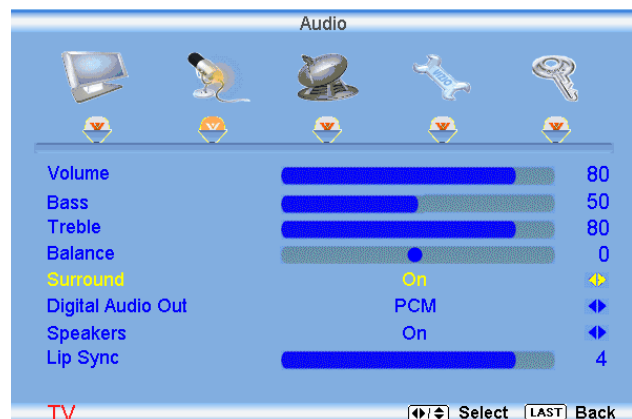 Audio
Volume 80
Bass 50
Treble 80
Balance 0
Surround On
Digital Audio Out PCM
Speakers On
Lip Sync 4
TV Select LAST Back